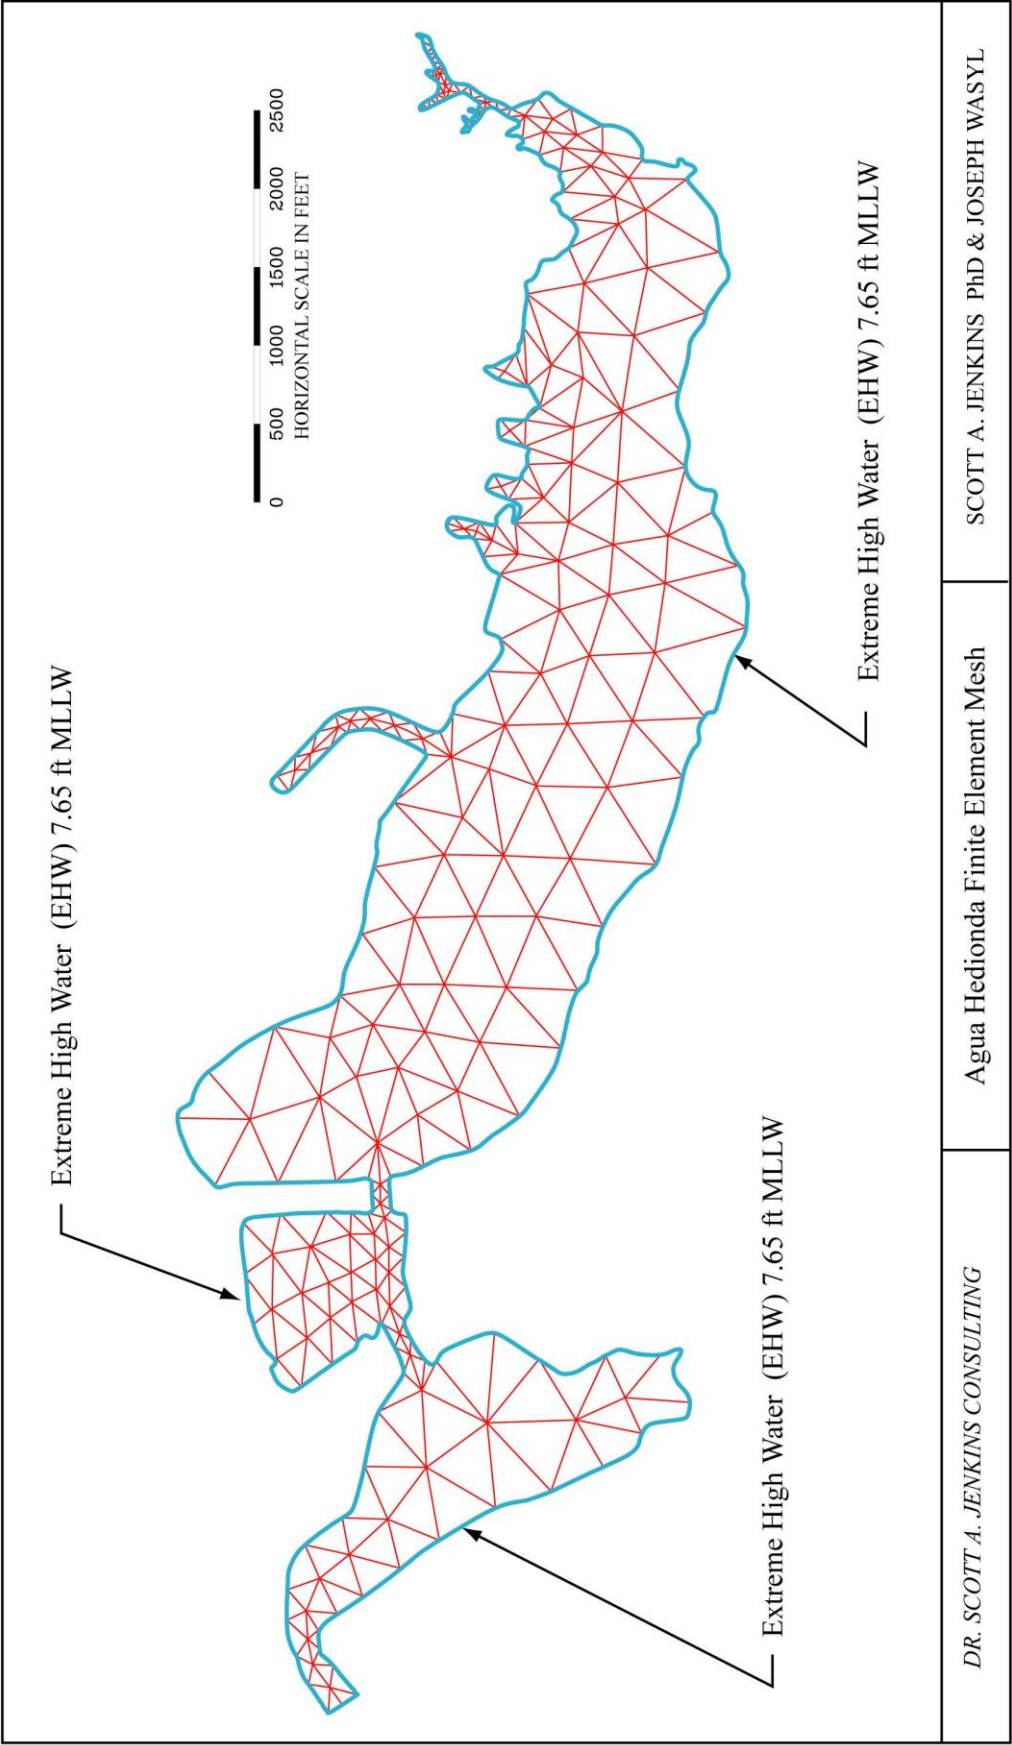 Extreme High Water (EHW) 7.65 ft MLLW
0 500 1000 1500 2000 2500
HORIZONTAL SCALE IN FEET
Extreme High Water (EHW) 7.65 ft MLLW
Extreme High Water (EHW) 7.65 ft MLLW
DR. SCOTT A. JENKINS CONSULTING
Agua Hedionda Finite Element Mesh
SCOTT A. JENKINS PhD & JOSEPH WASYL